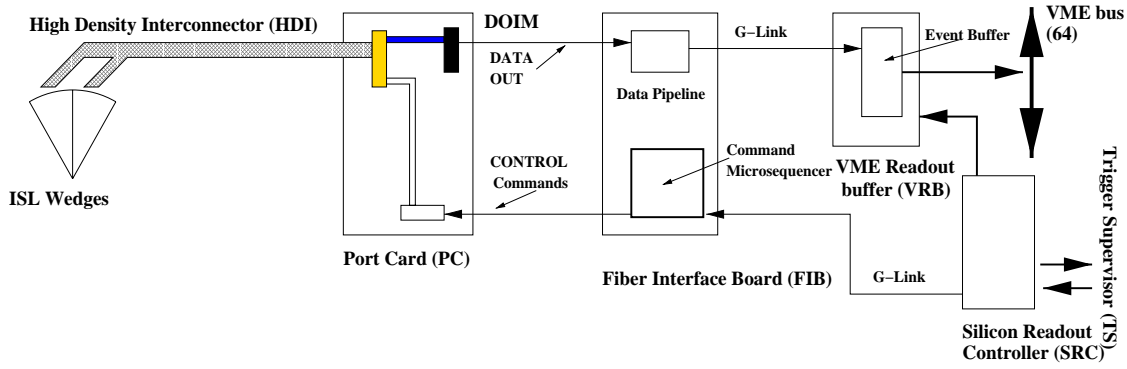 High Density Interconnector (HDI)
DOIM
VME bus
(64)
G−Link
Event Buffer
DATA
OUT
Data Pipeline
CONTROL
Commands
Command
Microsequencer
VME Readout
buffer (VRB)
ISL Wedges
Port Card (PC)
Fiber Interface Board (FIB)
G−Link
Silicon Readout
Controller (SRC)
Trigger Supervisor (TS)